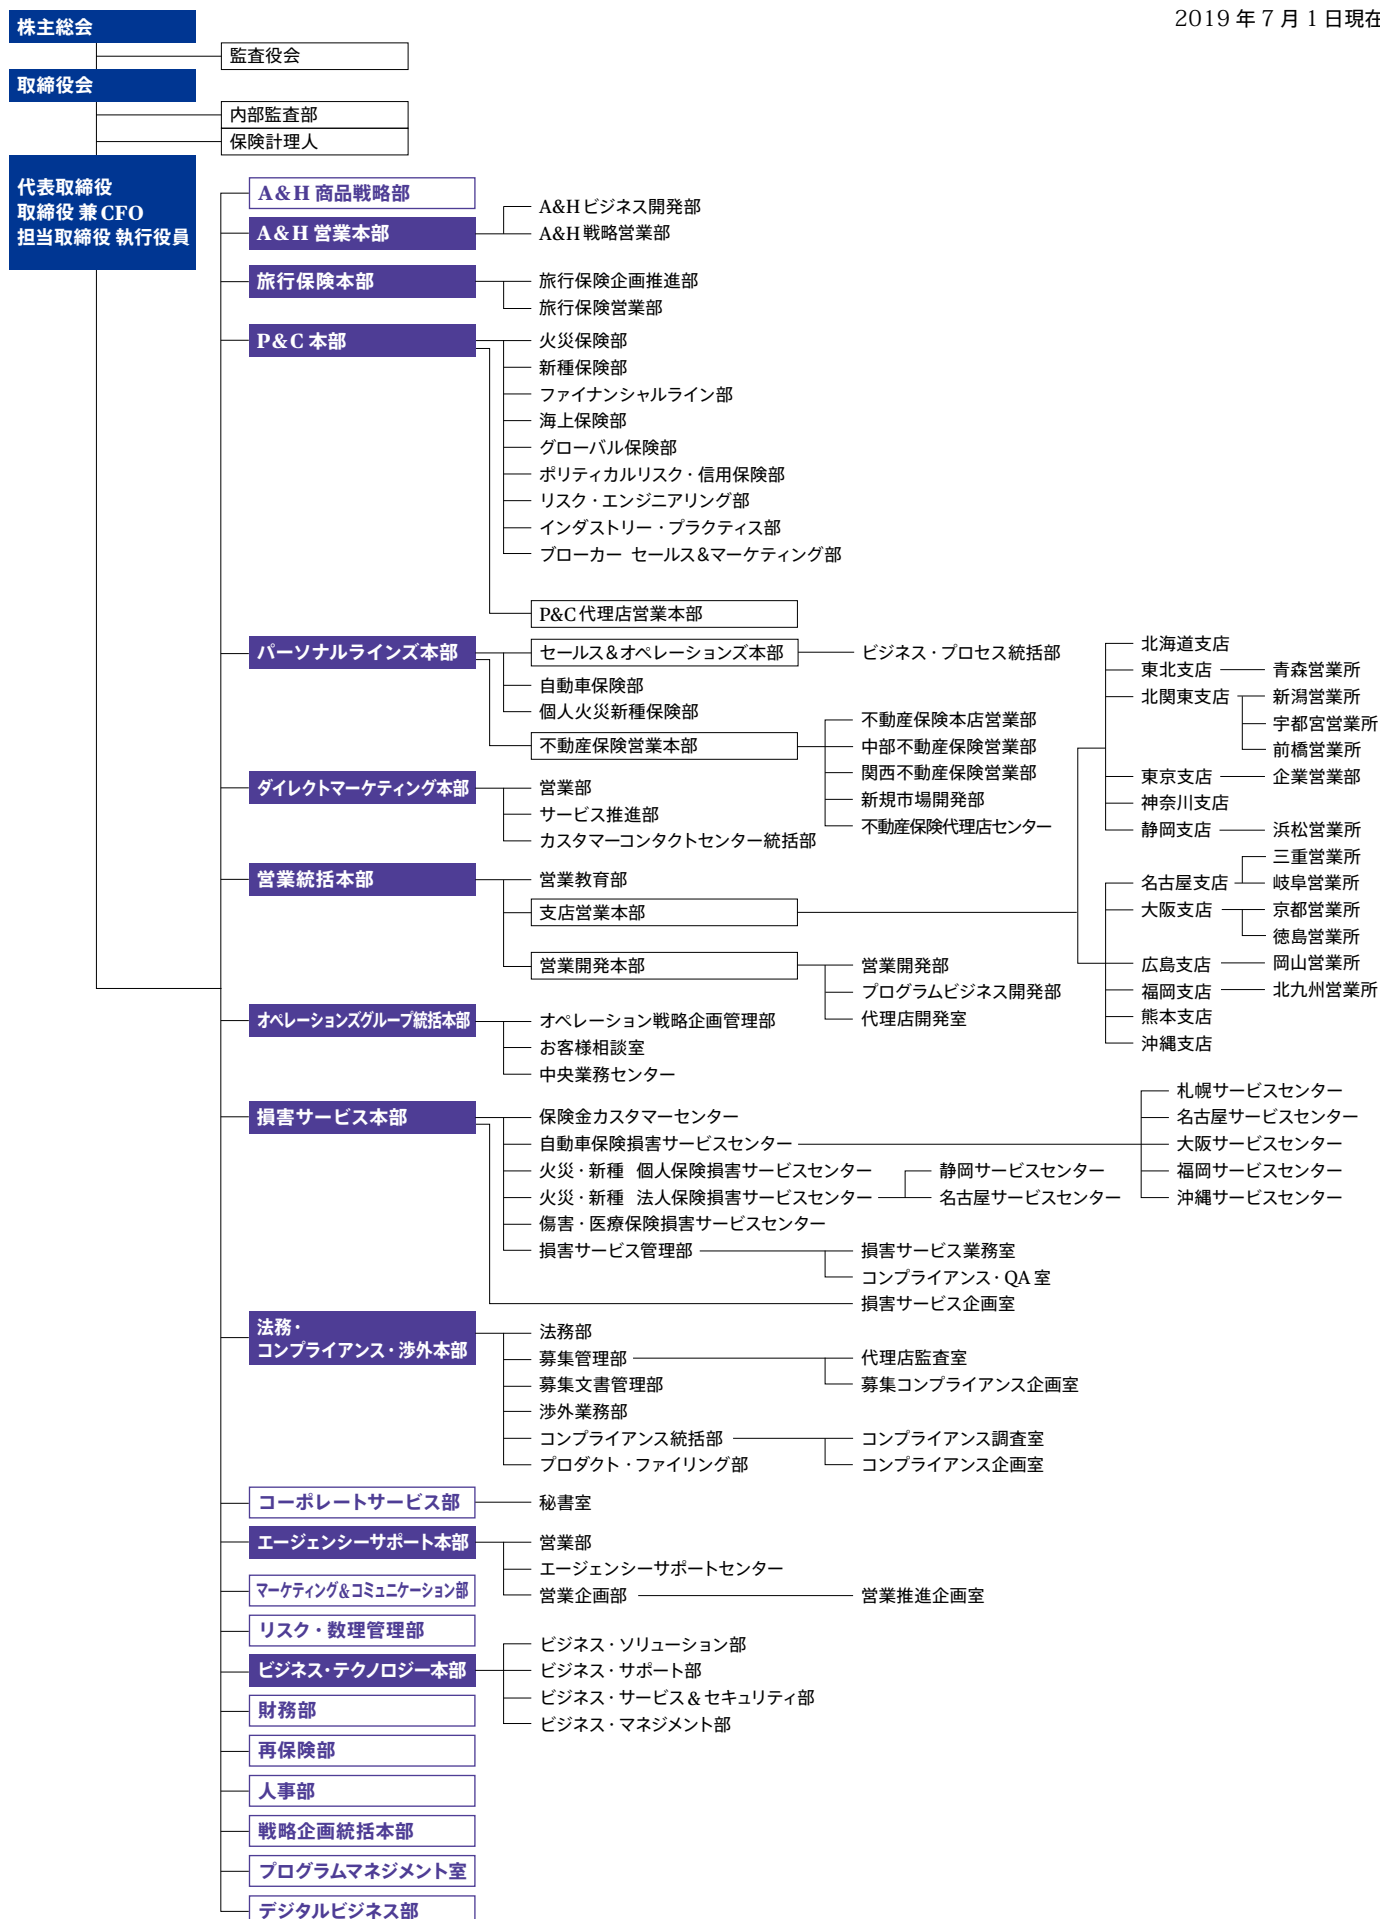 2019年7月1日現在
株主総会
監査役会
取締役会
内部監査部
保険計理人
代表取締役
取締役 兼 CFO
担当取締役 執行役員
A&H 商品戦略部
A&H 営業本部
A&Hビジネス開発部
A&H戦略営業部
旅行保険本部
旅行保険企画推進部
旅行保険営業部
P&C 本部
火災保険部
新種保険部
ファイナンシャルライン部
海上保険部
グローバル保険部
ポリティカルリスク・信用保険部
リスク・エンジニアリング部
インダストリー・プラクティス部
ブローカー セールス&マーケティング部
P&C代理店営業本部
パーソナルラインズ本部
セールス&オペレーションズ本部
ビジネス・プロセス統括部
自動車保険部
個人火災新種保険部
不動産保険営業本部
不動産保険本店営業部
中部不動産保険営業部
関西不動産保険営業部
新規市場開発部
不動産保険代理店センター
ダイレクトマーケティング本部
営業部
サービス推進部
カスタマーコンタクトセンター統括部
営業統括本部
営業教育部
支店営業本部
北海道支店
東北支店
青森営業所
北関東支店
新潟営業所
宇都宮営業所
前橋営業所
東京支店
企業営業部
神奈川支店
静岡支店
浜松営業所
三重営業所
名古屋支店
岐阜営業所
大阪支店
京都営業所
徳島営業所
広島支店
岡山営業所
福岡支店
北九州営業所
熊本支店
沖縄支店
営業開発本部
営業開発部
プログラムビジネス開発部
代理店開発室
オペレーションズグループ統括本部
オペレーション戦略企画管理部
お客様相談室
中央業務センター
損害サービス本部
保険金カスタマーセンター
自動車保険損害サービスセンター
札幌サービスセンター
名古屋サービスセンター
大阪サービスセンター
福岡サービスセンター
沖縄サービスセンター
火災・新種 個人保険損害サービスセンター
火災・新種 法人保険損害サービスセンター
静岡サービスセンター
名古屋サービスセンター
傷害・医療保険損害サービスセンター
損害サービス管理部
損害サービス業務室
コンプライアンス・QA室
損害サービス企画室
法務・
コンプライアンス・渉外本部
法務部
募集管理部
代理店監査室
募集コンプライアンス企画室
募集文書管理部
渉外業務部
コンプライアンス統括部
コンプライアンス調査室
コンプライアンス企画室
プロダクト・ファイリング部
コーポレートサービス部
秘書室
エージェンシーサポート本部
営業部
エージェンシーサポートセンター
営業企画部
営業推進企画室
マーケティング&コミュニケーション部
リスク・数理管理部
ビジネス・テクノロジー本部
ビジネス・ソリューション部
ビジネス・サポート部
ビジネス・サービス&セキュリティ部
ビジネス・マネジメント部
財務部
再保険部
人事部
戦略企画統括本部
プログラムマネジメント室
デジタルビジネス部